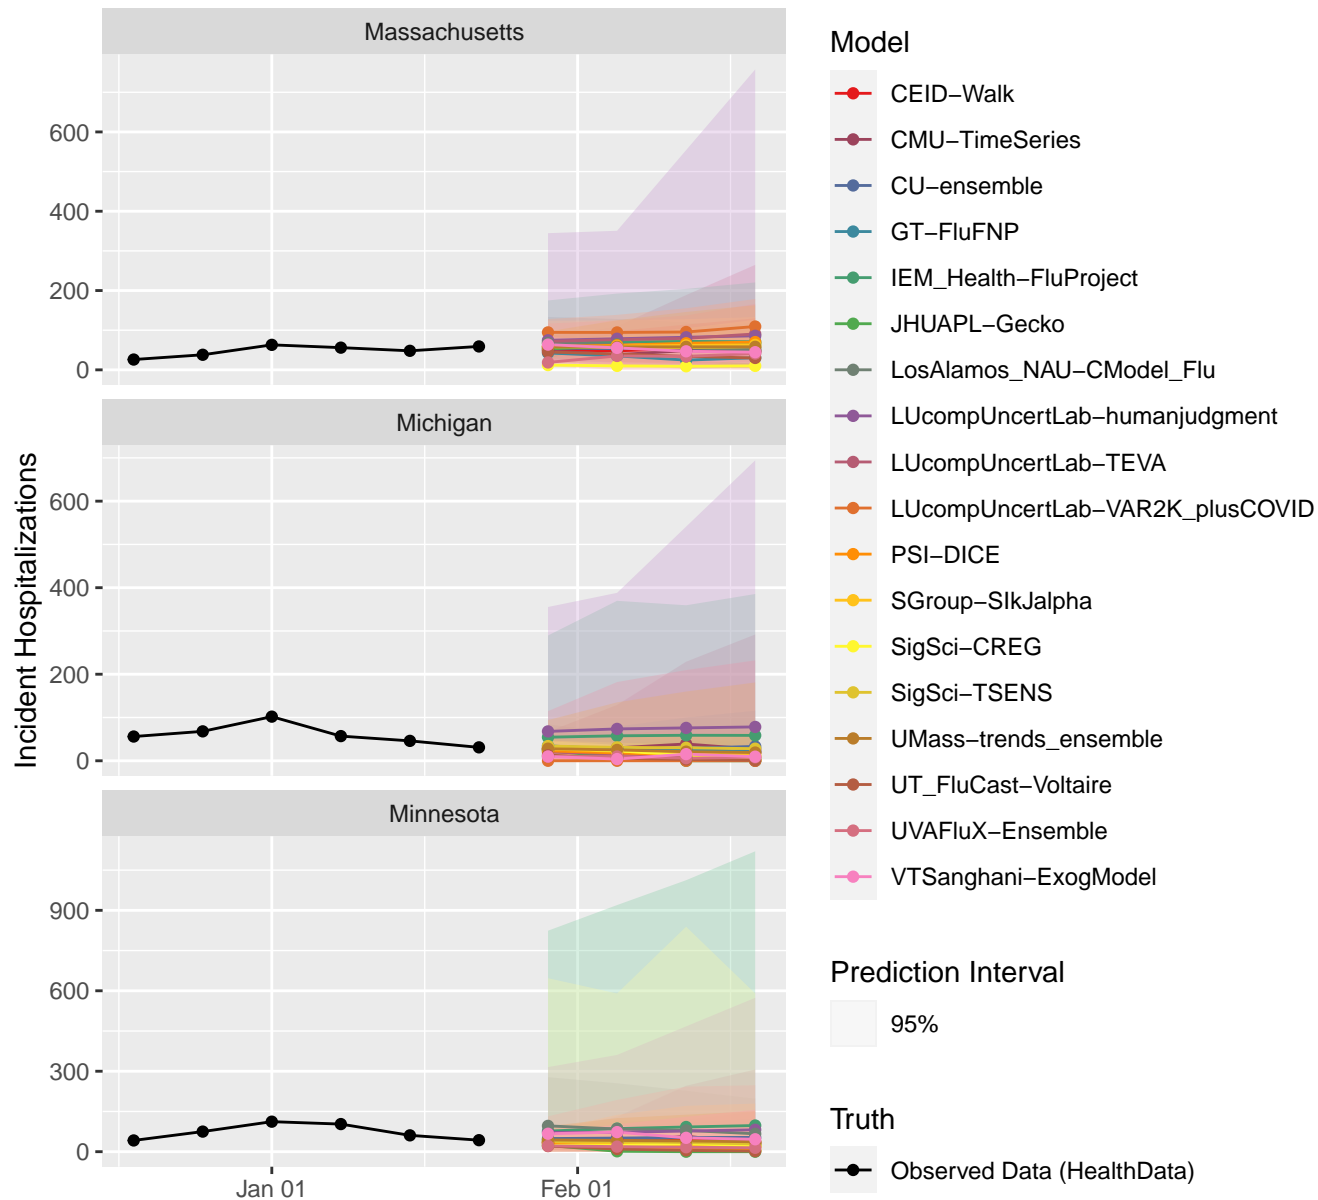 Massachusetts
600
400
200
0
Michigan
600
400
200
0
Minnesota
900
600
300
0
Jan 01
Feb 01
Incident Hospitalizations
Model
CEID−Walk
CMU−TimeSeries
CU−ensemble
GT−FluFNP
IEM_Health−FluProject
JHUAPL−Gecko
LosAlamos_NAU−CModel_Flu
LUcompUncertLab−humanjudgment
LUcompUncertLab−TEVA
LUcompUncertLab−VAR2K_plusCOVID
PSI−DICE
SGroup−SIkJalpha
SigSci−CREG
SigSci−TSENS
UMass−trends_ensemble
UT_FluCast−Voltaire
UVAFluX−Ensemble
VTSanghani−ExogModel
Prediction Interval
95%
Truth
Observed Data (HealthData)